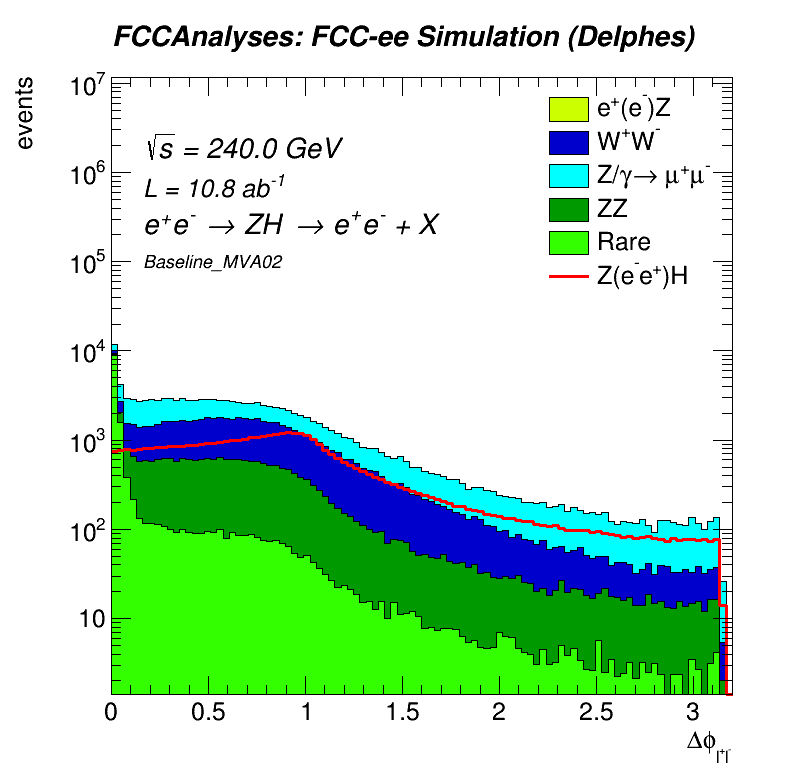 FCCAnalyses: FCC-ee Simulation (Delphes)
events
10⁷
10⁶
10⁵
10⁴
10³
10²
10
√s = 240.0 GeV
L = 10.8 ab⁻¹
e⁺e⁻ → ZH → e⁺e⁻ + X
Baseline_MVA02
e⁺(e⁻)Z
W⁺W⁻
Z/γ→ μ⁺μ⁻
ZZ
Rare
Z(e⁻e⁺)H
0 0.5 1 1.5 2 2.5 3
Δϕ_l⁺l⁻